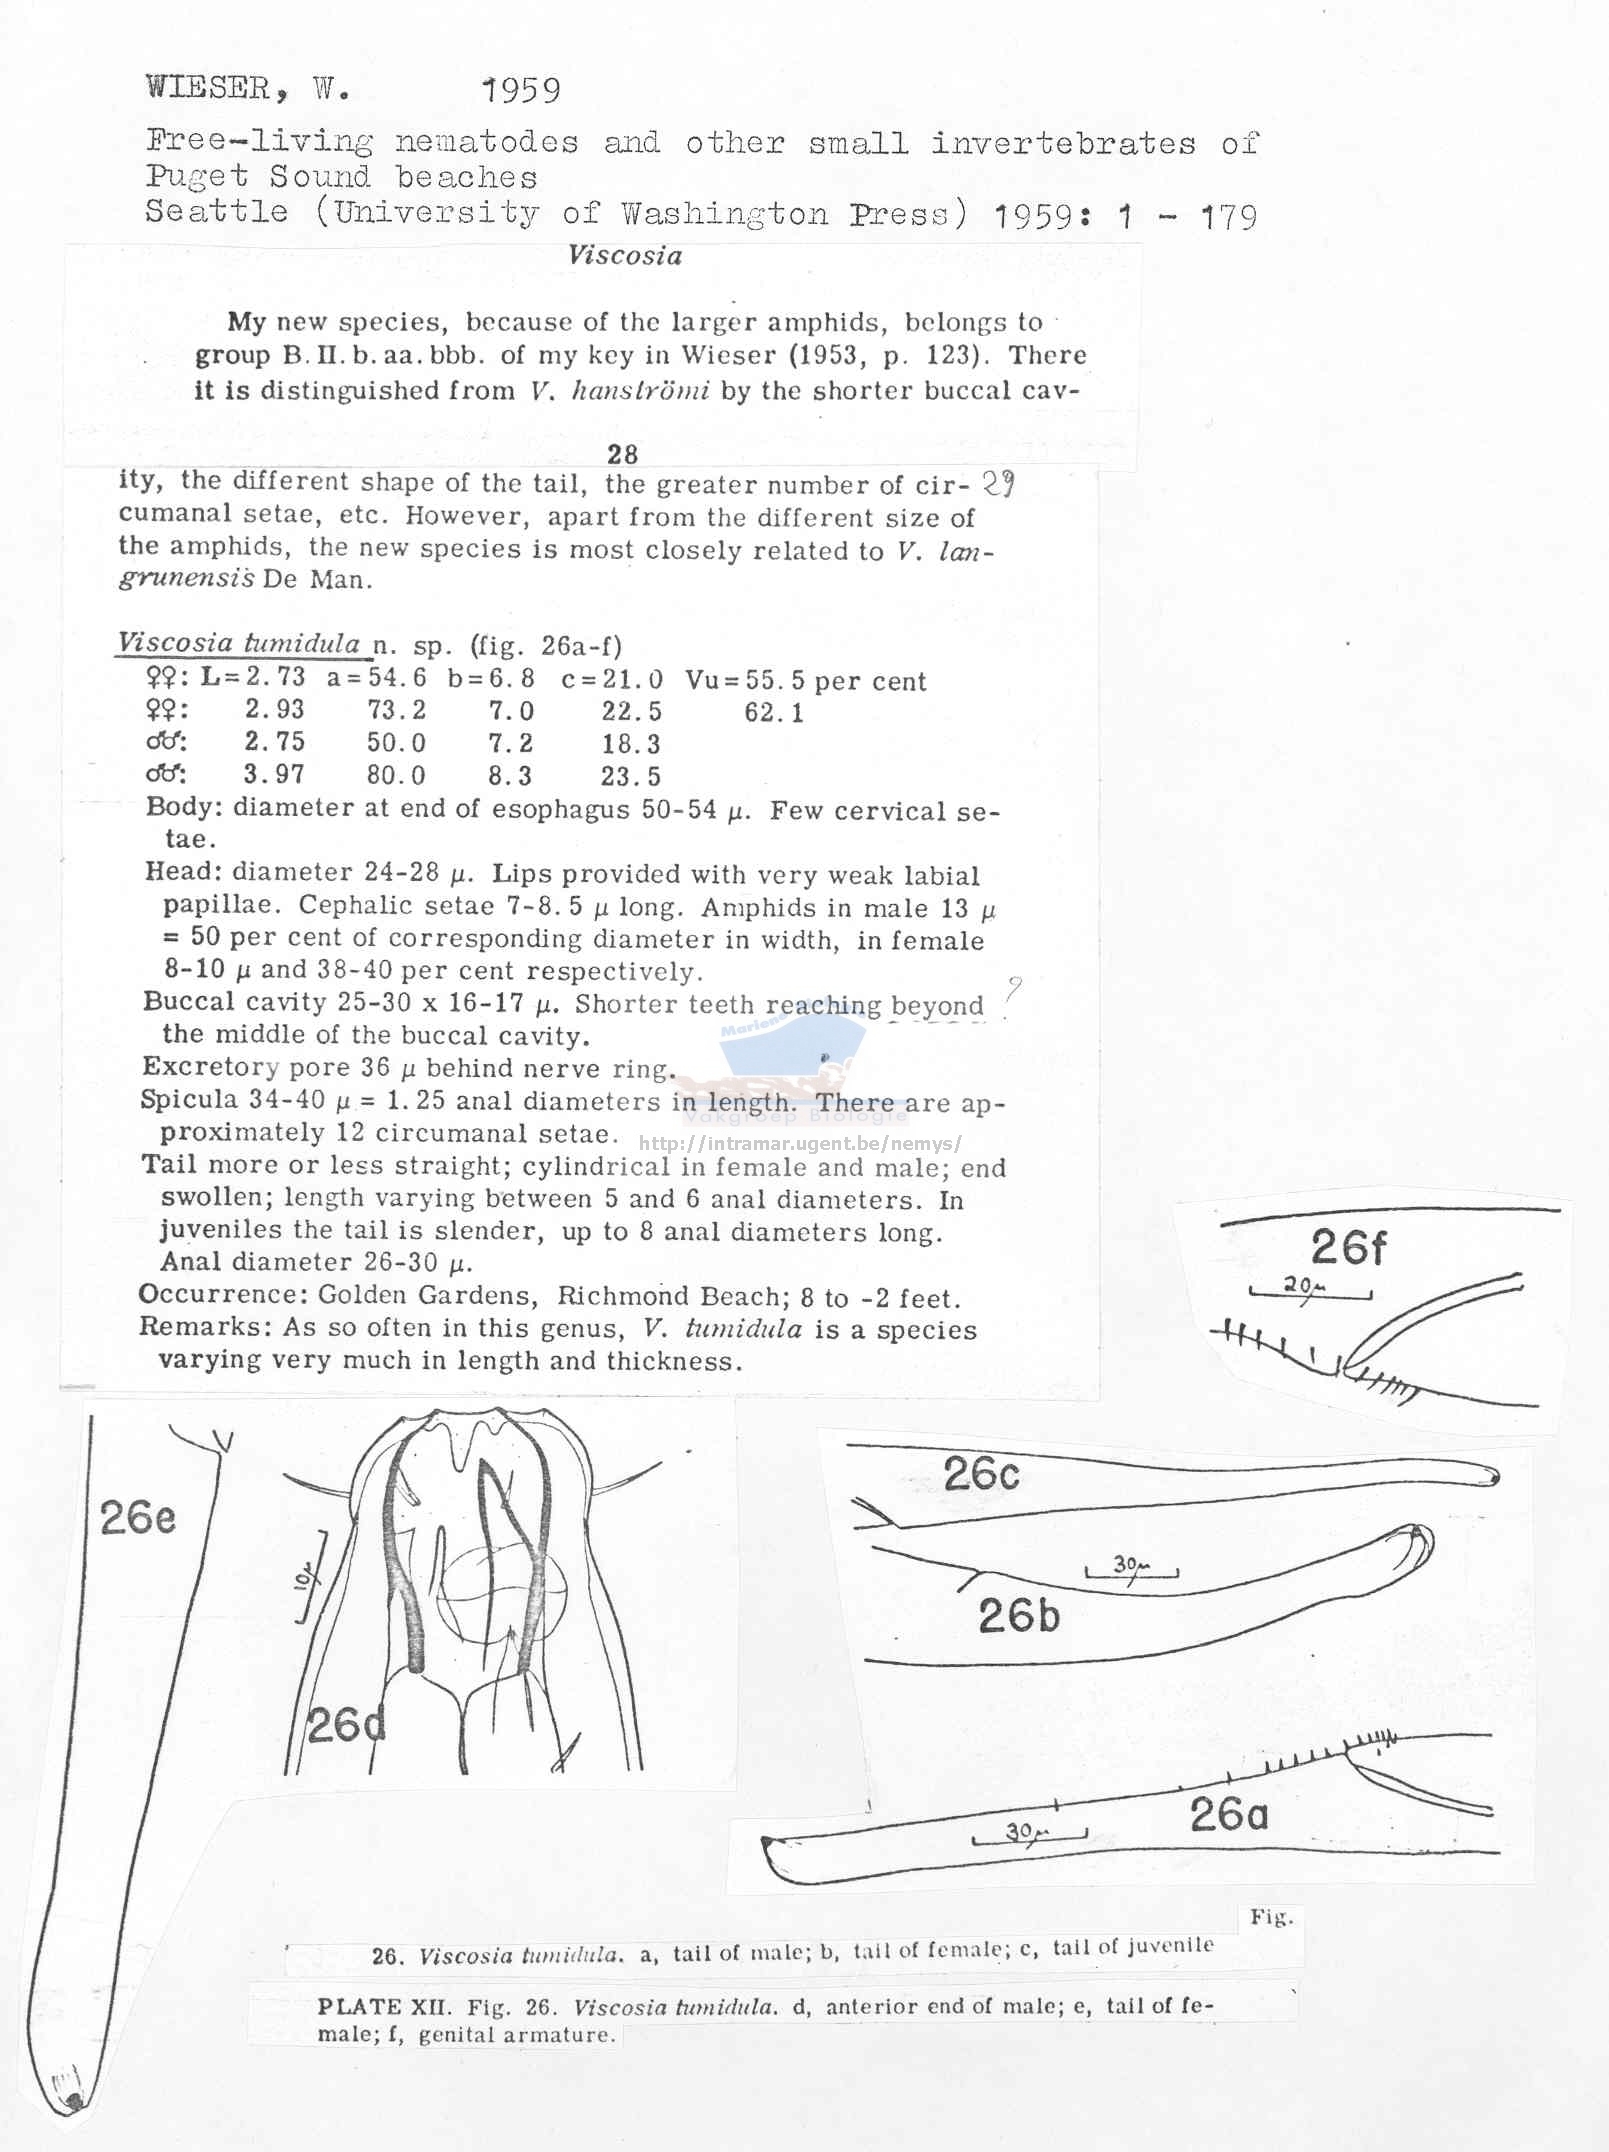 WIESER, W. 1959
Free-living nematodes and other small invertebrates of
Puget Sound beaches
Seattle (University of Washington Press) 1959: 1 - 179
Viscosia
My new species, because of the larger amphids, belongs to
group B. II. b. aa. bbb. of my key in Wieser (1953, p. 123). There
it is distinguished from V. hanströmi by the shorter buccal cav-
28
ity, the different shape of the tail, the greater number of cir- 29
cumanal setae, etc. However, apart from the different size of
the amphids, the new species is most closely related to V. lan-
grunensis De Man.
Viscosia tumidula n. sp. (fig. 26a-f)
♀♀: L=2.73 a=54.6 b=6.8 c=21.0 Vu=55.5 per cent
♀♀: 2.93 73.2 7.0 22.5 62.1
♂♂: 2.75 50.0 7.2 18.3
♂♂: 3.97 80.0 8.3 23.5
Body: diameter at end of esophagus 50-54 μ. Few cervical se-
tae.
Head: diameter 24-28 μ. Lips provided with very weak labial
papillae. Cephalic setae 7-8.5 μ long. Amphids in male 13 μ
= 50 per cent of corresponding diameter in width, in female
8-10 μ and 38-40 per cent respectively.
Buccal cavity 25-30 x 16-17 μ. Shorter teeth reaching beyond ?
the middle of the buccal cavity.
Excretory pore 36 μ behind nerve ring.
Spicula 34-40 μ = 1.25 anal diameters in length. There are ap-
Vakgroep Biologie
proximately 12 circumanal setae.
http://intramar.ugent.be/nemys/
Tail more or less straight; cylindrical in female and male; end
swollen; length varying between 5 and 6 anal diameters. In
juveniles the tail is slender, up to 8 anal diameters long.
Anal diameter 26-30 μ.
Occurrence: Golden Gardens, Richmond Beach; 8 to -2 feet.
Remarks: As so often in this genus, V. tumidula is a species
varying very much in length and thickness.
26f
20μ
26e
10μ
26d
26c
30μ
26b
26a
30μ
Fig.
26. Viscosia tumidula. a, tail of male; b, tail of female; c, tail of juvenile
PLATE XII. Fig. 26. Viscosia tumidula. d, anterior end of male; e, tail of fe-
male; f, genital armature.